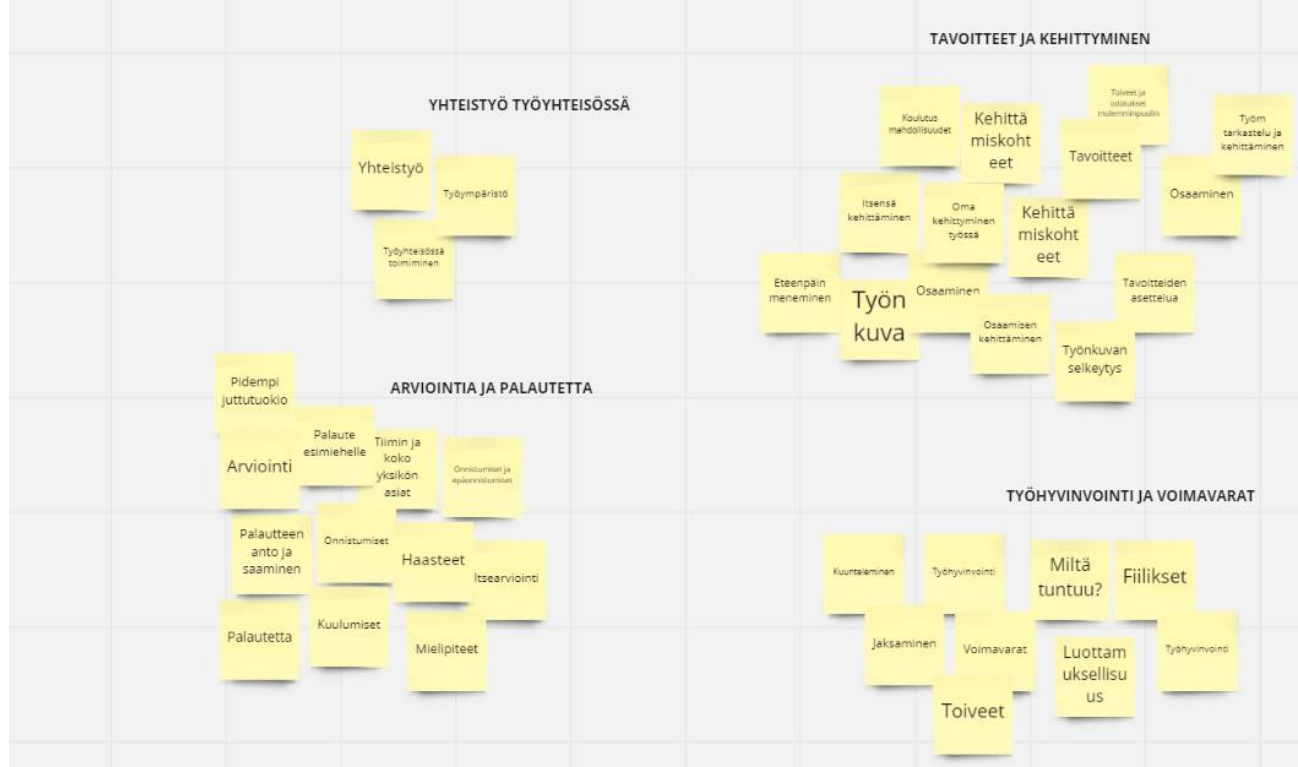 YHTEISTYÖ TYÖYHTEISÖSSÄ
Yhteistyö
Työympäristö
Työyhteisössä
toimiminen
TAVOITTEET JA KEHITTYMINEN
Koulutus
mahdollisuudet
Kehittä
miskoht
eet
Toiveet ja
odotukset
molemminpuolin
Tavoitteet
Työm
tarkastelu ja
kehittäminen
Osaaminen
Itsensä
kehittäminen
Oma
kehittyminen
työssä
Kehittä
miskoht
eet
Eteenpäin
meneminen
Työn
kuva
Osaaminen
Osaamisen
kehittäminen
Työnkuvan
selkeytys
Tavoitteiden
asettelua
ARVIOINTIA JA PALAUTETTA
Pidempi
juttutuokio
Arviointi
Palaute
esimiehelle
Tiimin ja
koko
yksikön
asiat
Onnistumiset ja
epäonnistumiset
Palautteen
anto ja
saaminen
Onnistumiset
Haasteet
Itsearviointi
Palautetta
Kuulumiset
Mielipiteet
TYÖHYVINVOINTI JA VOIMAVARAT
Kuunteleminen
Työhyvinvointi
Miltä
tuntuu?
Fiilikset
Jaksaminen
Voimavarat
Luottam
uksellisu
us
Työhyvinvointi
Toiveet